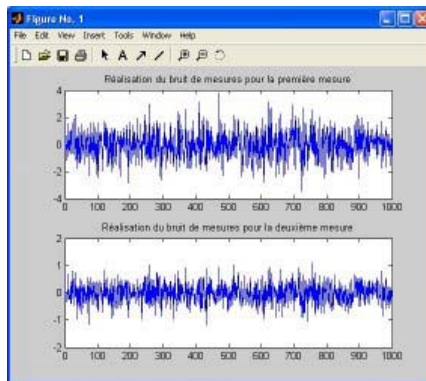 Figure No. 1
File Edit View Insert Tools Window Help
A
Réalisation du bruit de mesures pour la première mesure
4
2
0
-2
-4
0 100 200 300 400 500 600 700 800 900 1000
Réalisation du bruit de mesures pour la deuxième mesure
2
1
0
-1
-2
0 100 200 300 400 500 600 700 800 900 1000